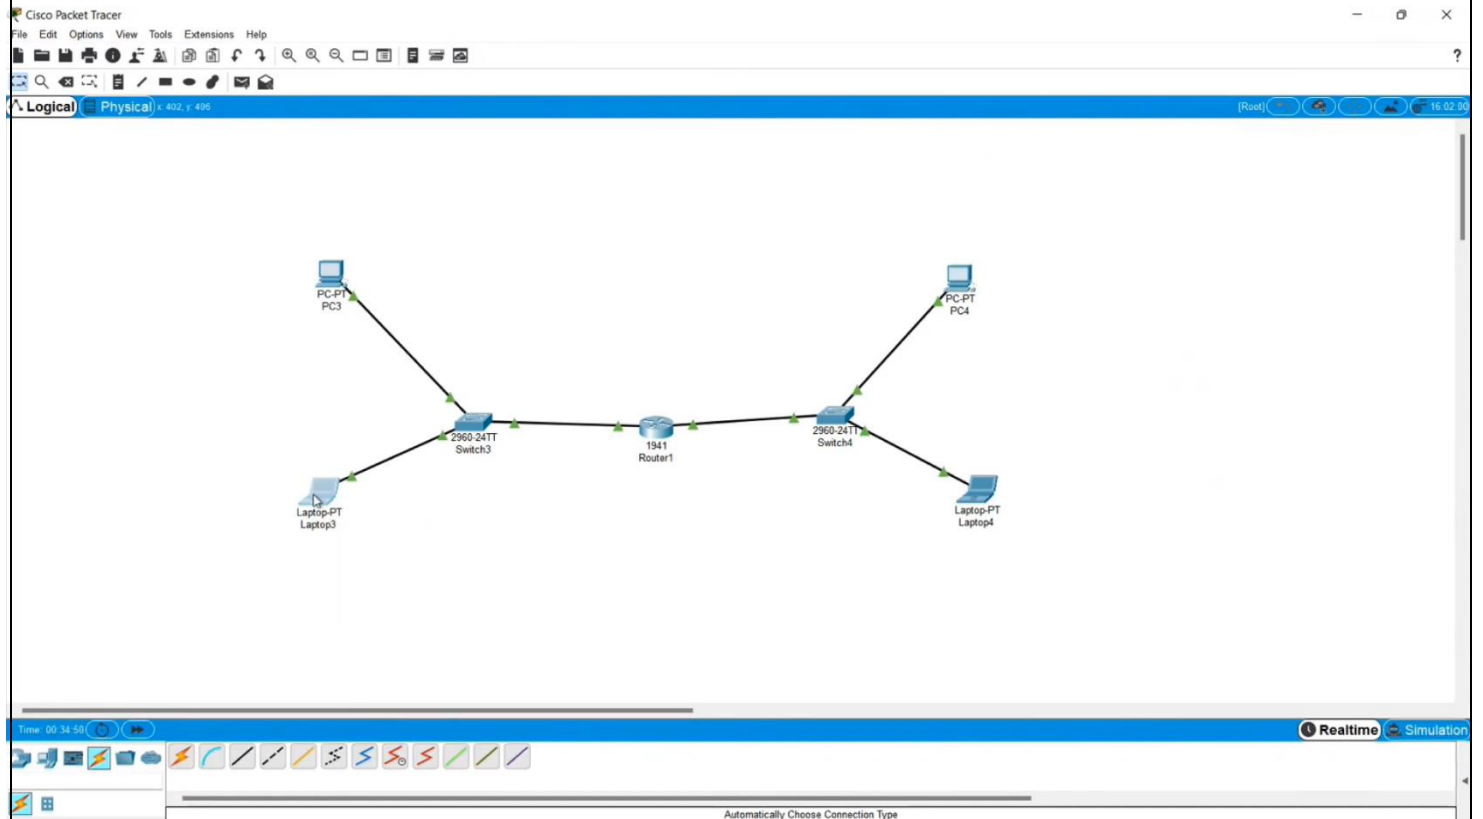 Cisco Packet Tracer
File Edit Options View Tools Extensions Help
?
Logical Physical x: 402, y: 496 [Root] 16:02:00
PC-PT
PC3
PC-PT
PC4
2960-24TT
Switch3
1941
Router1
2960-24TT
Switch4
Laptop-PT
Laptop3
Laptop-PT
Laptop4
Time: 00:34:50 Realtime Simulation
Automatically Choose Connection Type